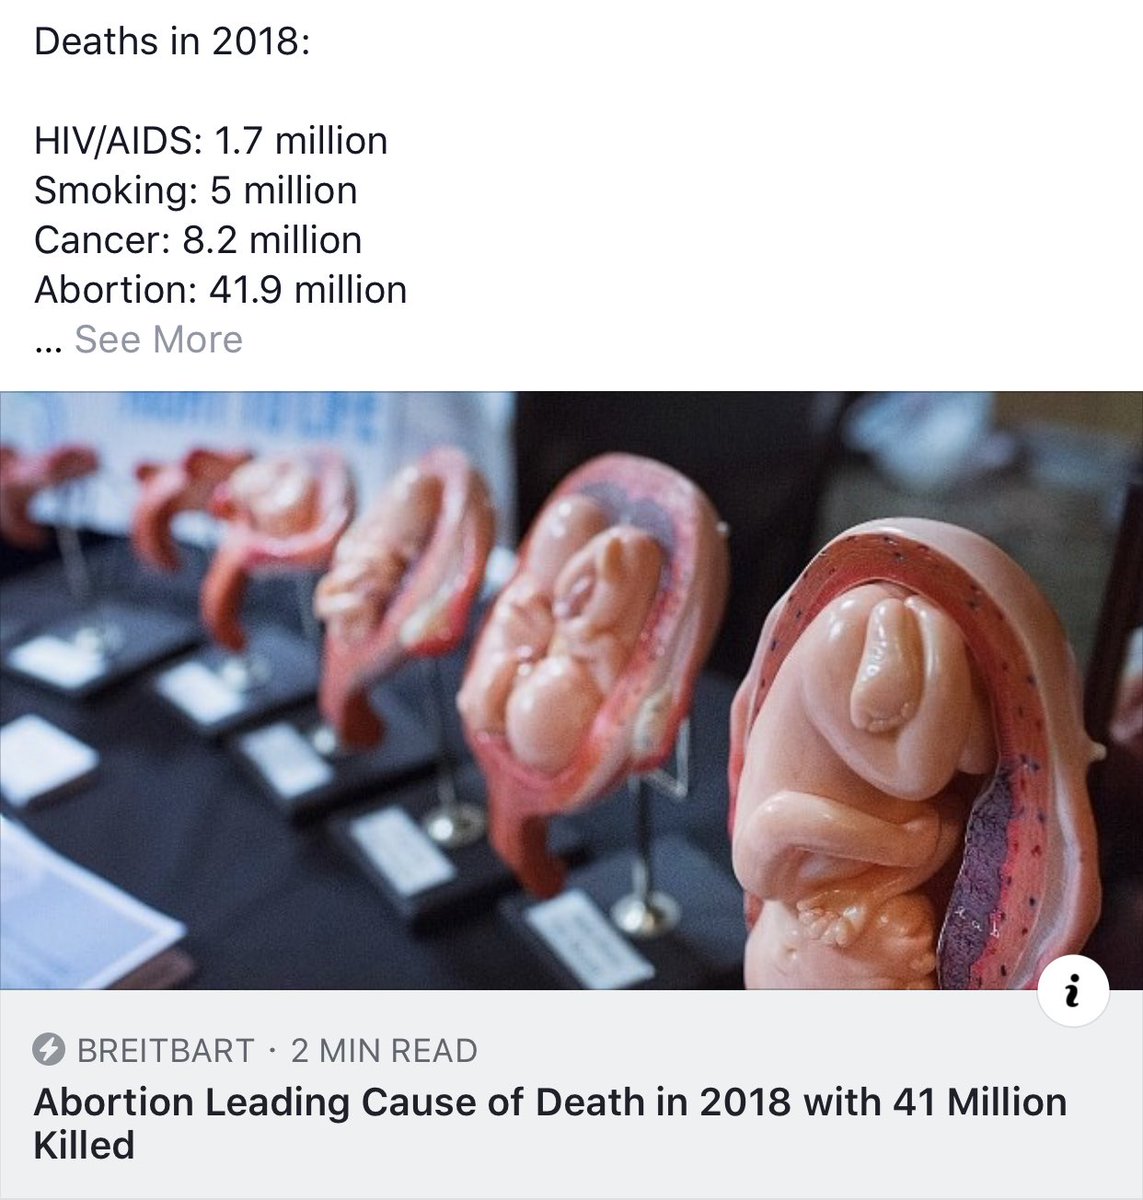 Deaths in 2018:
HIV/AIDS: 1.7 million
Smoking: 5 million
Cancer: 8.2 million
Abortion: 41.9 million
... See More
i
BREITBART · 2 MIN READ
Abortion Leading Cause of Death in 2018 with 41 Million
Killed